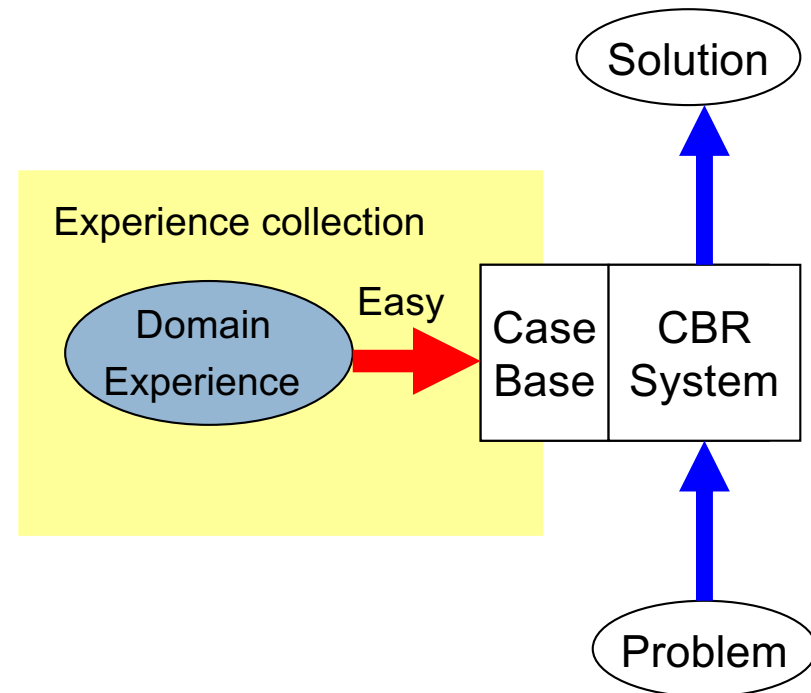 Solution
Experience collection
Easy
Domain
Experience
Case
Base
CBR
System
Problem